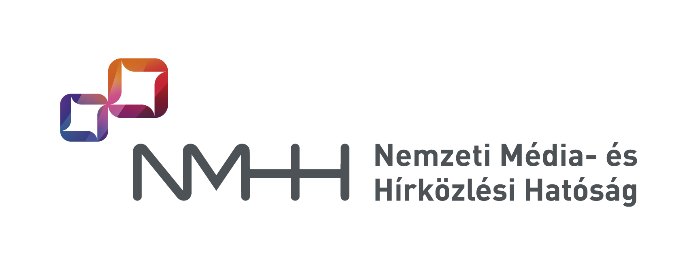 NMHH
Nemzeti Média- és
Hírközlési Hatóság